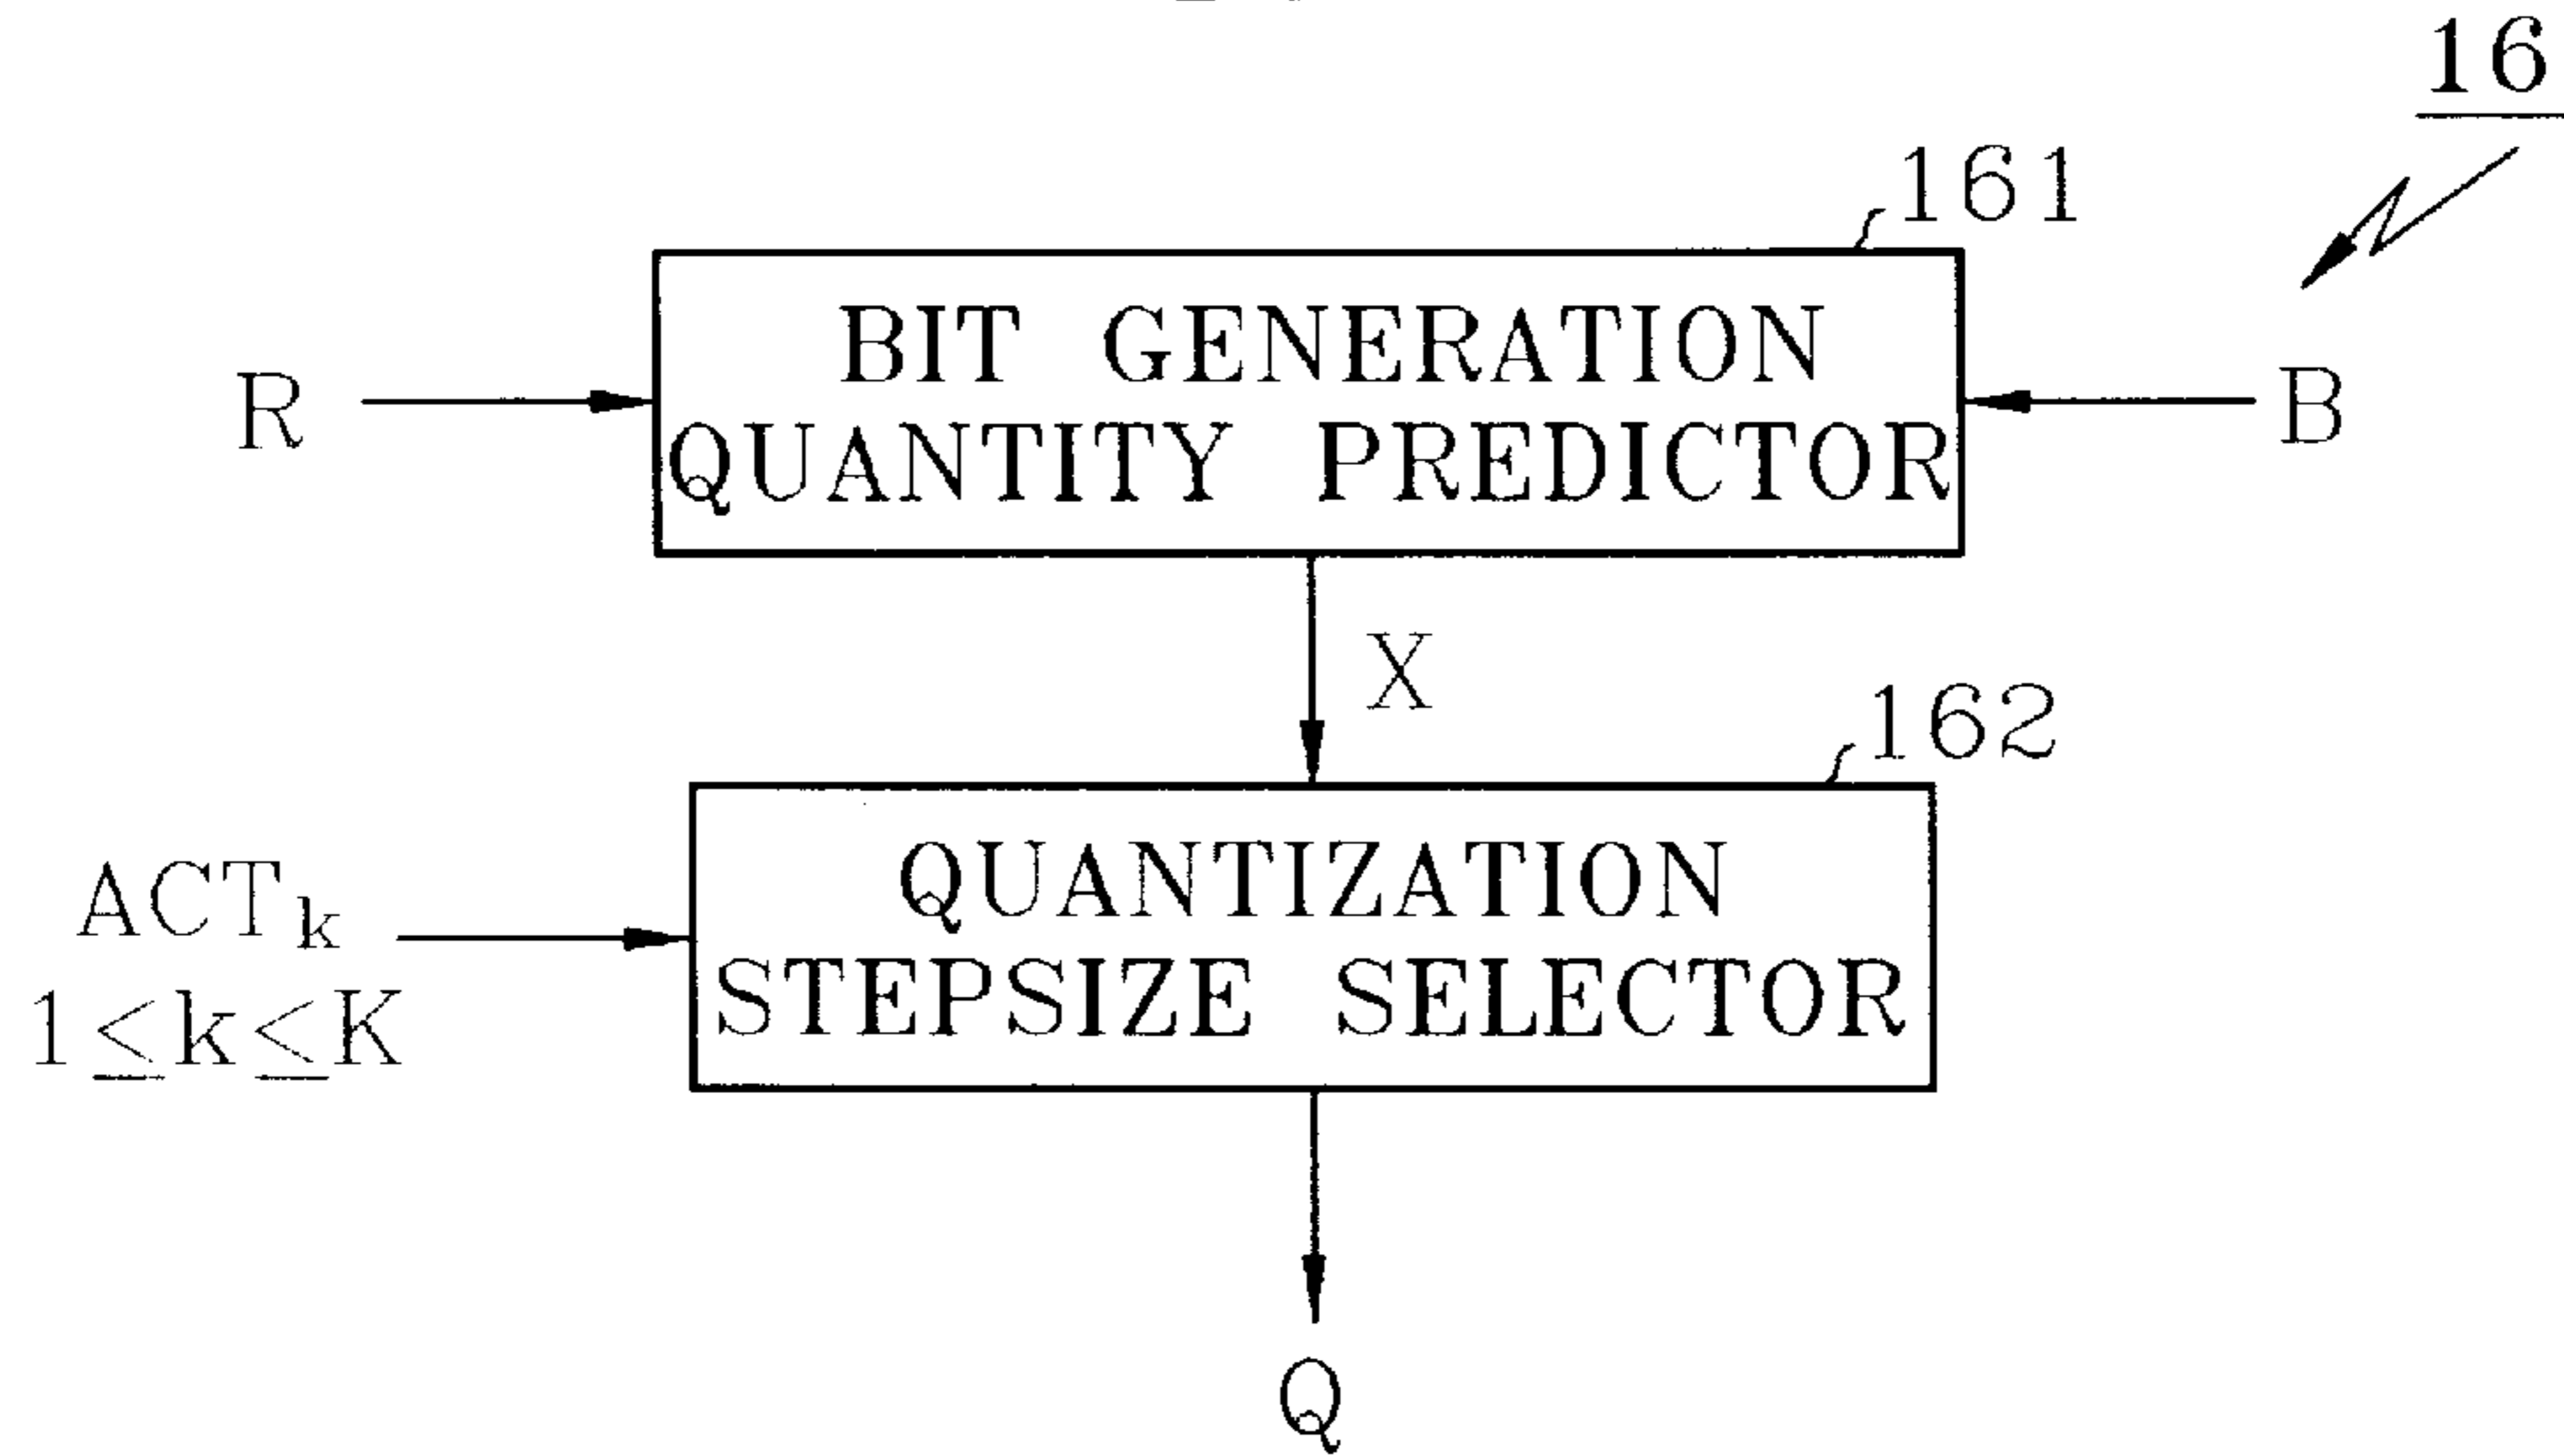 16
161
BIT GENERATION
QUANTITY PREDICTOR
R
B
X
162
QUANTIZATION
STEPSIZE SELECTOR
ACTk
1≤k≤K
Q